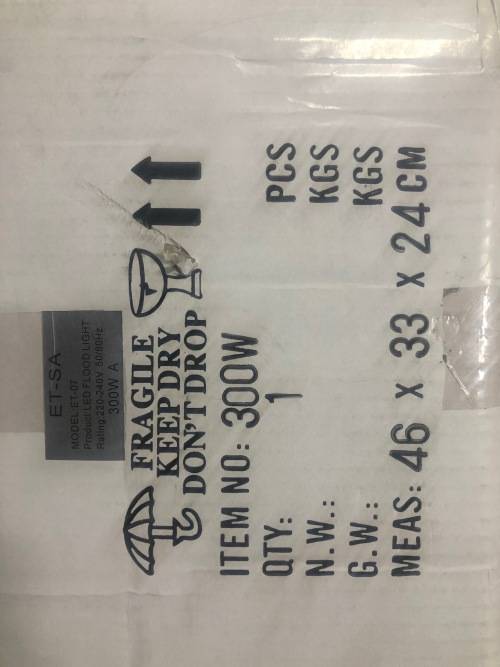 ET-SA
MODEL: ET-07
Product: LED FLOOD LIGHT
Rating: 220-240V 50/60Hz
300W A
FRAGILE
KEEP DRY
DON'T DROP
ITEM NO: 300W
QTY: 1 PCS
N.W.: KGS
G.W.: KGS
MEAS: 46 x 33 x 24 CM